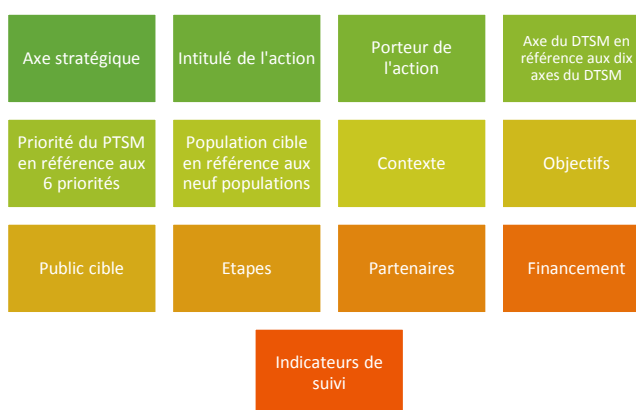 Axe stratégique
Intitulé de l'action
Porteur de
l'action
Axe du DTSM en
référence aux dix
axes du DTSM
Priorité du PTSM
en référence aux
6 priorités
Population cible
en référence aux
neuf populations
Contexte
Objectifs
Public cible
Etapes
Partenaires
Financement
Indicateurs de
suivi